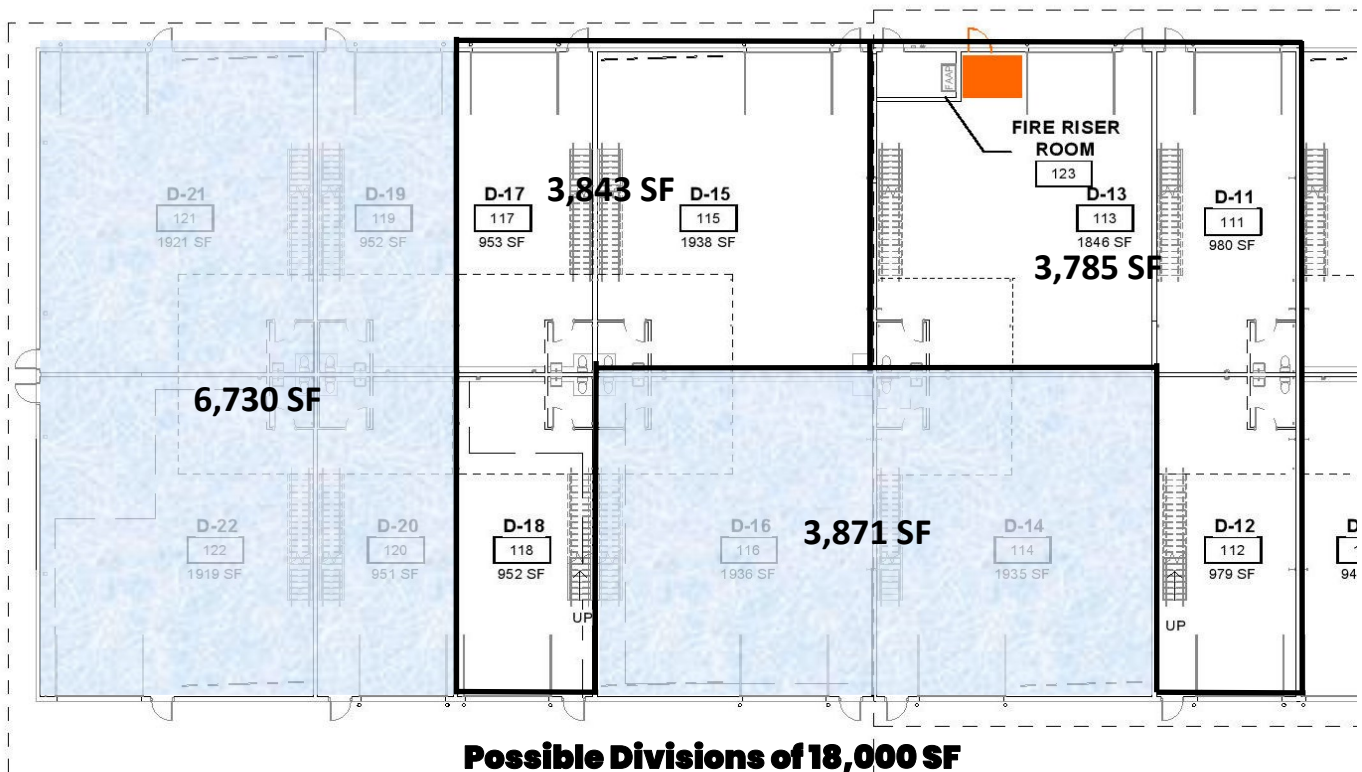 FAAP
FIRE RISER
ROOM
123
D-21
121
1921 SF
D-19
119
952 SF
D-17
117
953 SF
3,843 SF
D-15
115
1938 SF
D-13
113
1846 SF
3,785 SF
D-11
111
980 SF
6,730 SF
D-22
122
1919 SF
D-20
120
951 SF
D-18
118
952 SF
UP
D-16
116
1936 SF
3,871 SF
D-14
114
1935 SF
D-12
112
979 SF
UP
D
1
94
Possible Divisions of 18,000 SF